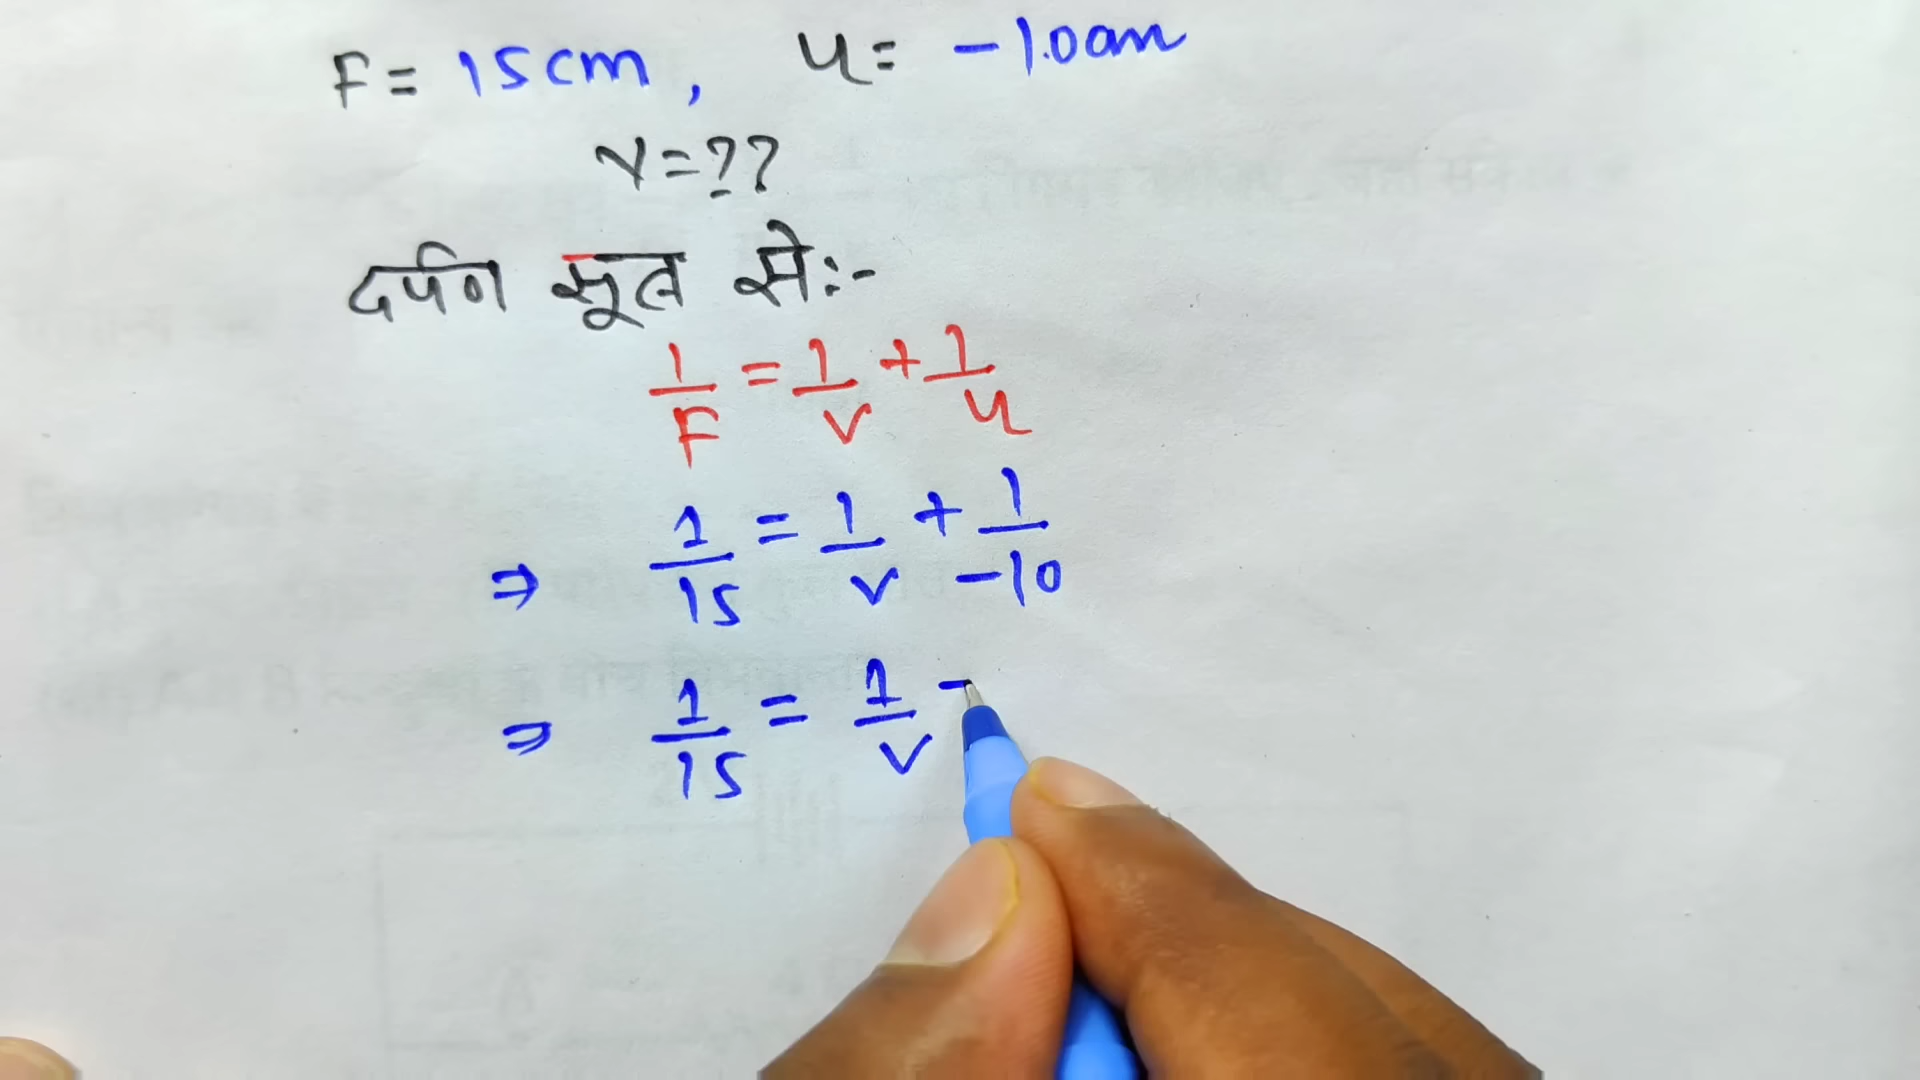 F = 15cm, u = -10cm
v = ??
दर्पण सूत्र से :-
1/F = 1/v + 1/u
⇒ 1/15 = 1/v + 1/-10
⇒ 1/15 = 1/v -